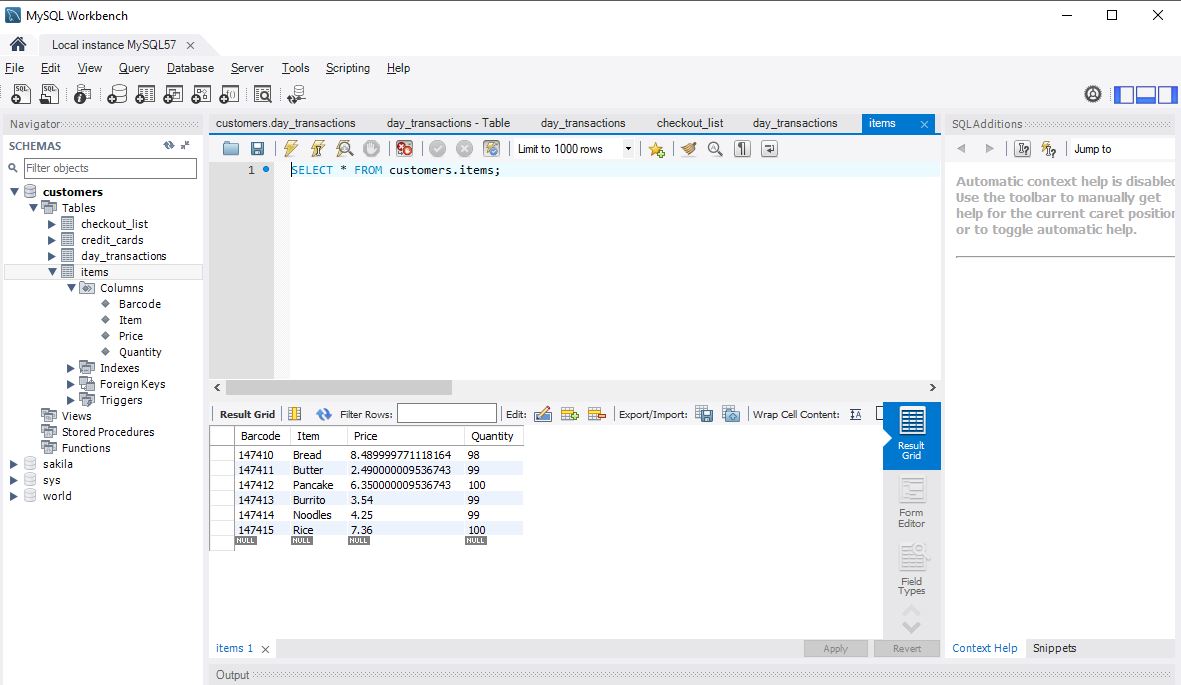 MySQL Workbench
Local instance MySQL57
File Edit View Query Database Server Tools Scripting Help
Navigator
SCHEMAS
Filter objects
customers
Tables
checkout_list
credit_cards
day_transactions
items
Columns
Barcode
Item
Price
Quantity
Indexes
Foreign Keys
Triggers
Views
Stored Procedures
Functions
sakila
sys
world
customers.day_transactions day_transactions - Table day_transactions checkout_list day_transactions items
Limit to 1000 rows
1 SELECT * FROM customers.items;
Result Grid Filter Rows: Edit: Export/Import: Wrap Cell Content:
Barcode Item Price Quantity
147410 Bread 8.489999771118164 98
147411 Butter 2.490000009536743 99
147412 Pancake 6.350000009536743 100
147413 Burrito 3.54 99
147414 Noodles 4.25 99
147415 Rice 7.36 100
NULL NULL NULL NULL
Result
Grid
Form
Editor
Field
Types
items 1
Apply Revert
Output
SQLAdditions
Jump to
Automatic context help is disabled
Use the toolbar to manually get
help for the current caret position
or to toggle automatic help.
Context Help Snippets